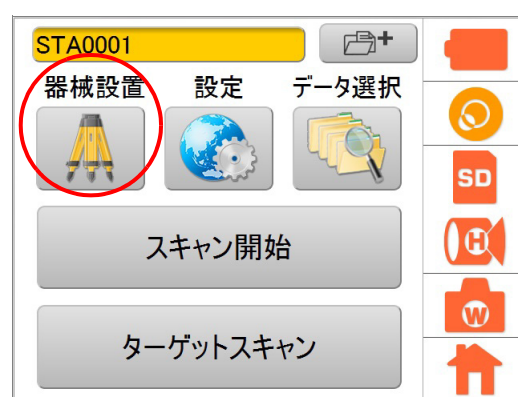 STA0001
器械設置 設定 データ選択
SD
スキャン開始
H
W
ターゲットスキャン